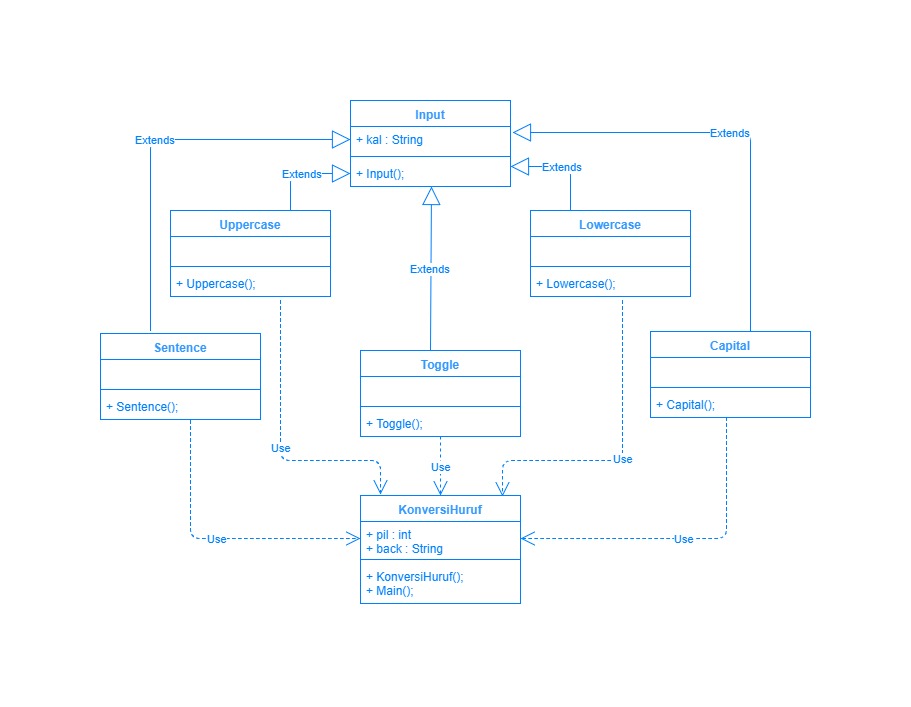 Input
+ kal : String
+ Input();
Extends
Extends
Extends
Extends
Extends
Uppercase
+ Uppercase();
Lowercase
+ Lowercase();
Sentence
+ Sentence();
Toggle
+ Toggle();
Capital
+ Capital();
Use
Use
Use
Use
Use
KonversiHuruf
+ pil : int
+ back : String
+ KonversiHuruf();
+ Main();